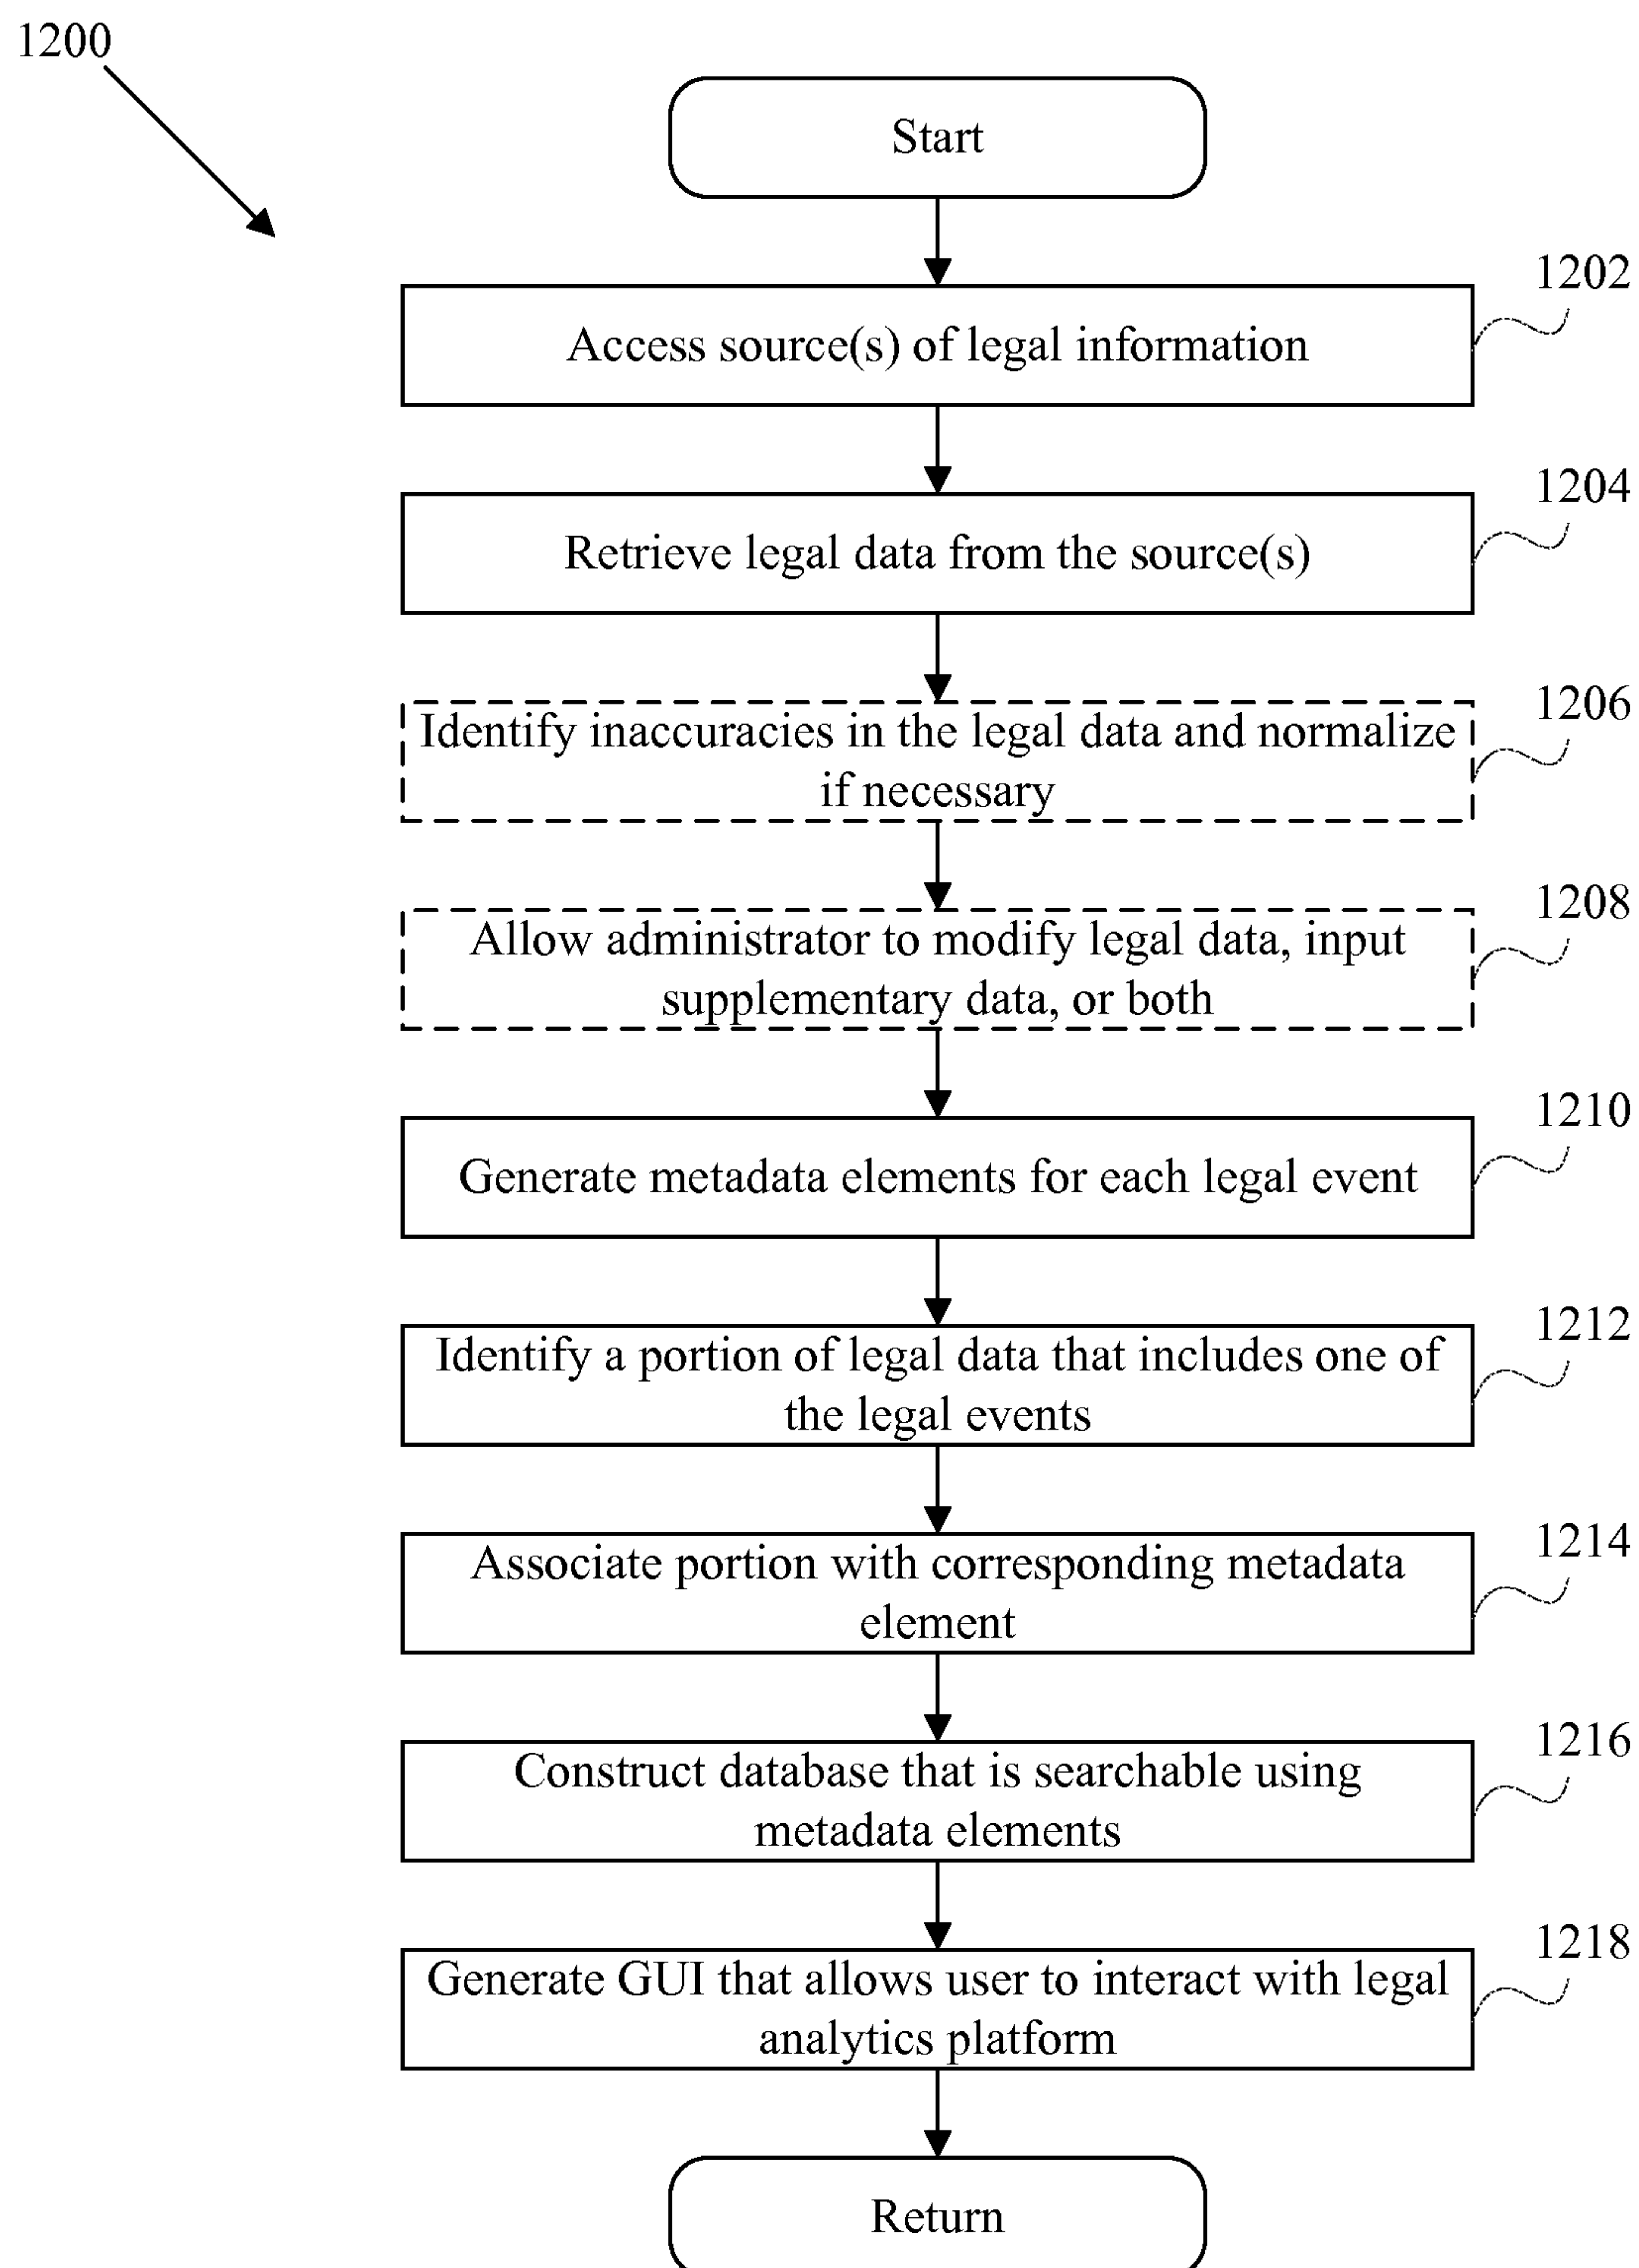 1200
Start
1202
Access source(s) of legal information
1204
Retrieve legal data from the source(s)
1206
Identify inaccuracies in the legal data and normalize
if necessary
1208
Allow administrator to modify legal data, input
supplementary data, or both
1210
Generate metadata elements for each legal event
1212
Identify a portion of legal data that includes one of
the legal events
1214
Associate portion with corresponding metadata
element
1216
Construct database that is searchable using
metadata elements
1218
Generate GUI that allows user to interact with legal
analytics platform
Return